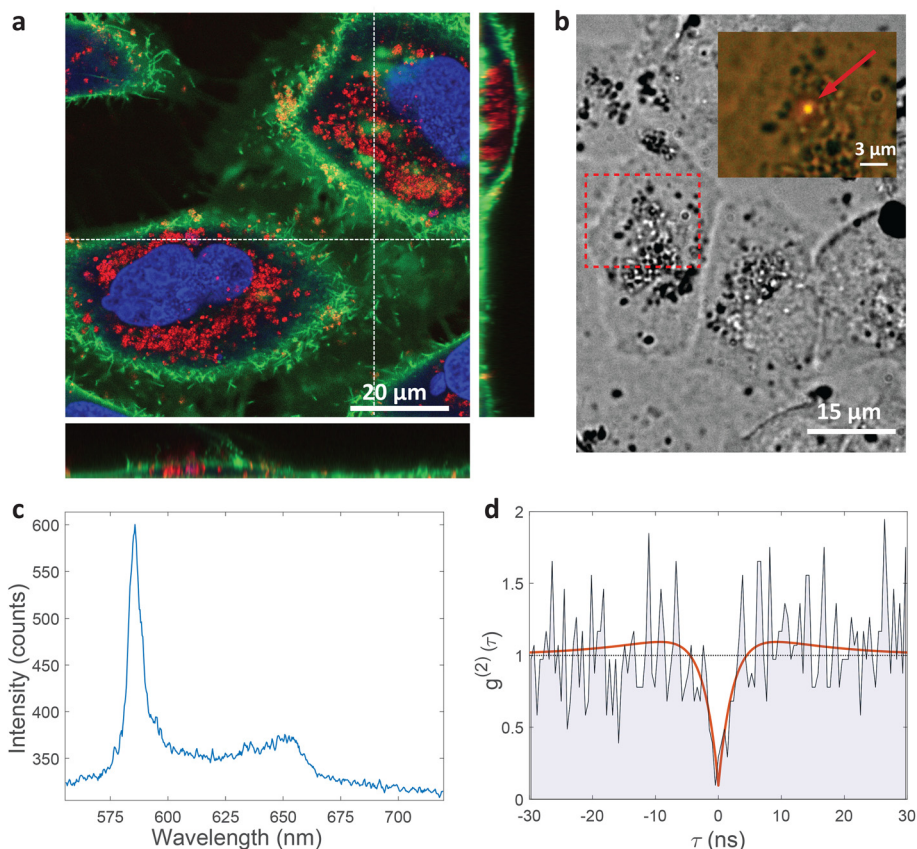 a
20 µm
b
3 µm
15 µm
c
Intensity (counts)
600
550
500
450
400
350
575
600
625
650
675
700
Wavelength (nm)
d
g(2) (τ)
2
1.5
1
0.5
0
-30
-20
-10
0
10
20
30
τ (ns)